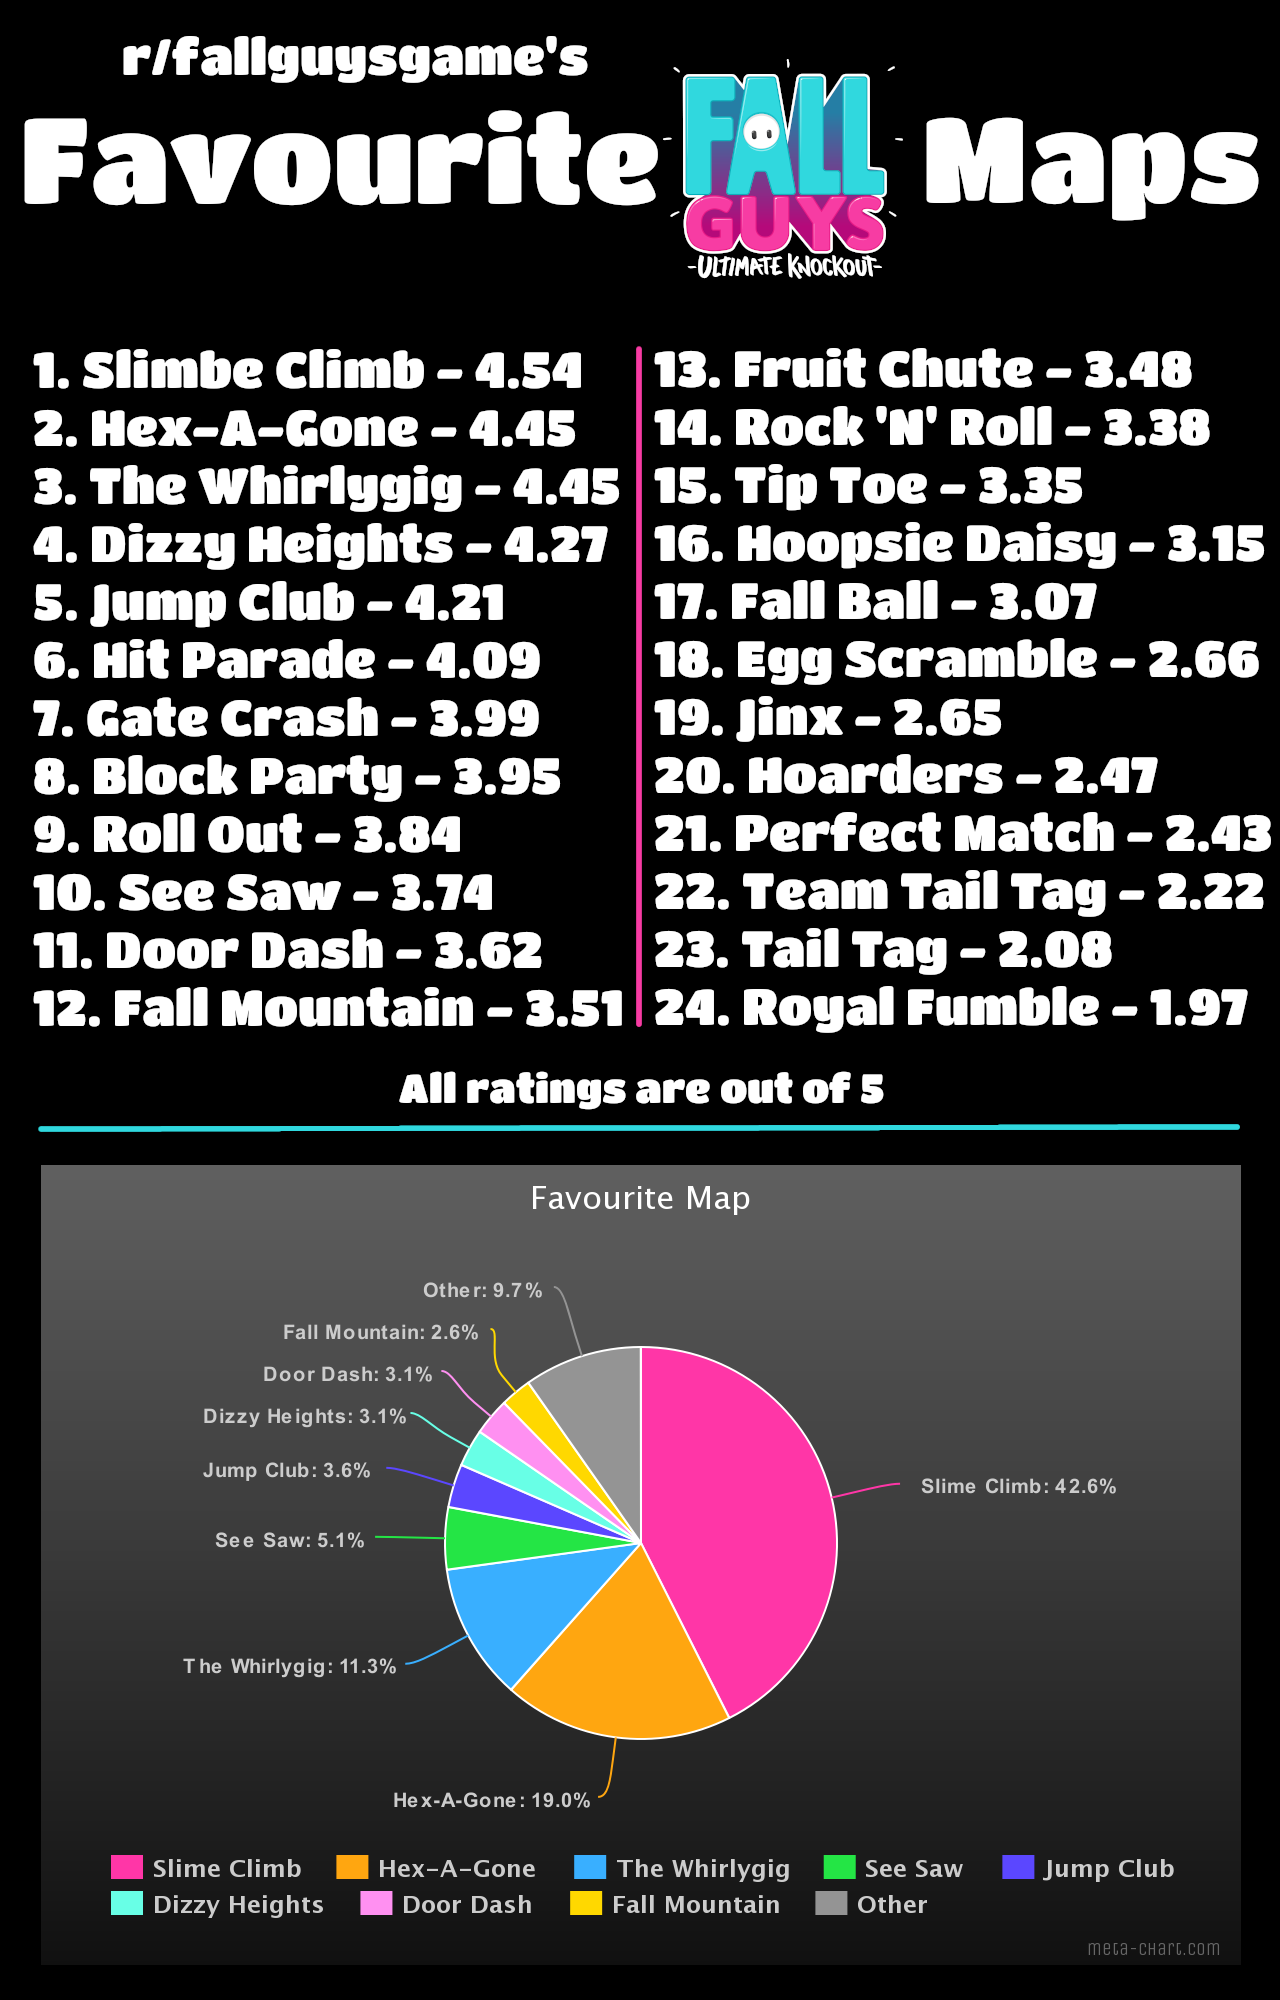 r/fallguysgame's
Favourite
FALL
GUYS
-ULTIMATE KNOCKOUT-
Maps
1. Slimbe Climb – 4.54
2. Hex-A-Gone – 4.45
3. The Whirlygig – 4.45
4. Dizzy Heights – 4.27
5. Jump Club – 4.21
6. Hit Parade – 4.09
7. Gate Crash – 3.99
8. Block Party – 3.95
9. Roll Out – 3.84
10. See Saw – 3.74
11. Door Dash – 3.62
12. Fall Mountain – 3.51
13. Fruit Chute – 3.48
14. Rock 'N' Roll – 3.38
15. Tip Toe – 3.35
16. Hoopsie Daisy – 3.15
17. Fall Ball – 3.07
18. Egg Scramble – 2.66
19. Jinx – 2.65
20. Hoarders – 2.47
21. Perfect Match – 2.43
22. Team Tail Tag – 2.22
23. Tail Tag – 2.08
24. Royal Fumble – 1.97
All ratings are out of 5
Favourite Map
Other: 9.7%
Fall Mountain: 2.6%
Door Dash: 3.1%
Dizzy Heights: 3.1%
Jump Club: 3.6%
Slime Climb: 42.6%
See Saw: 5.1%
The Whirlygig: 11.3%
Hex-A-Gone: 19.0%
Slime Climb Hex-A-Gone The Whirlygig See Saw Jump Club
Dizzy Heights Door Dash Fall Mountain Other
meta-chart.com